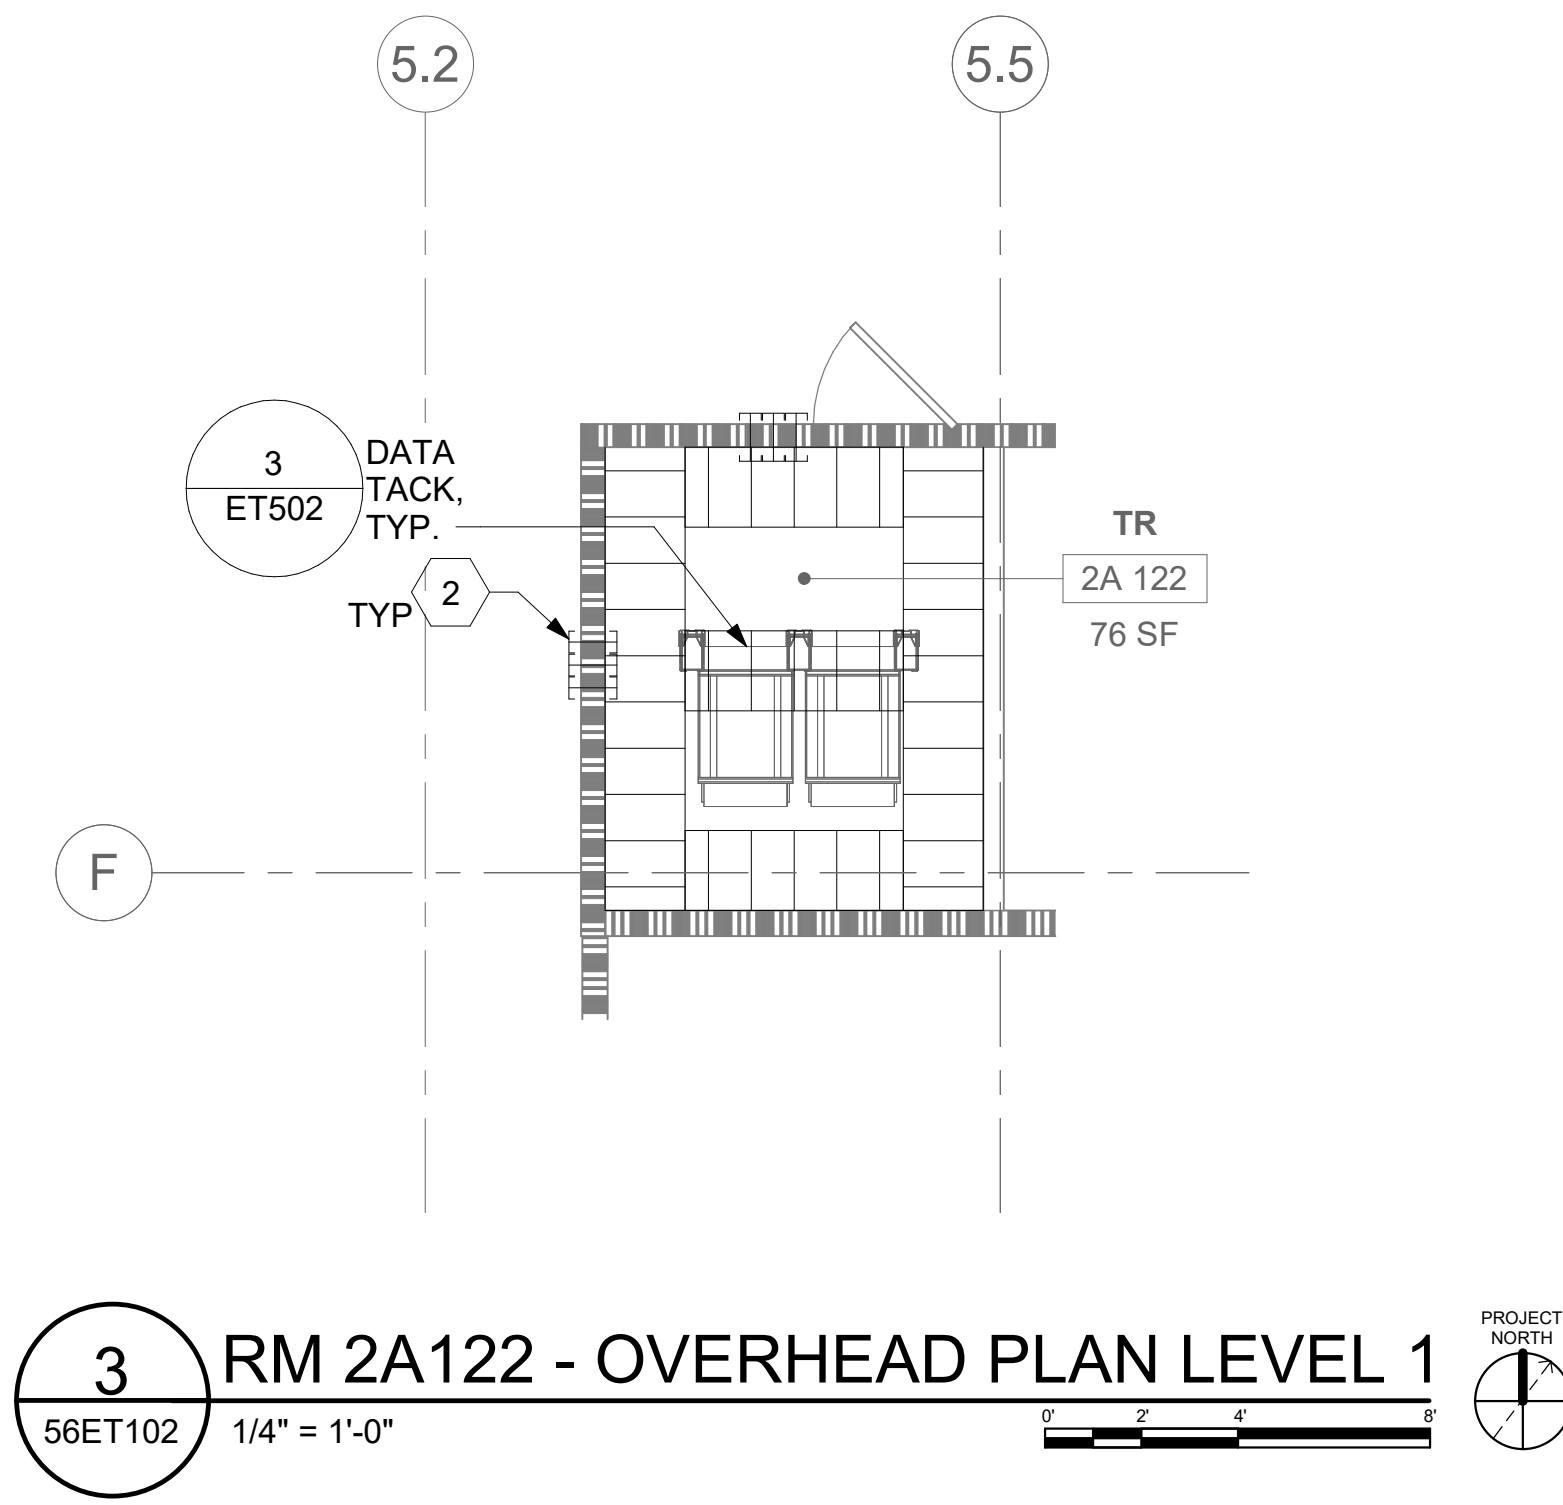 5.2
5.5
3
ET502
DATA
TACK,
TYP.
2
TYP
TR
2A 122
76 SF
F
3
56ET102
RM 2A122 - OVERHEAD PLAN LEVEL 1
1/4" = 1'-0"
0' 2' 4' 8'
PROJECT
NORTH